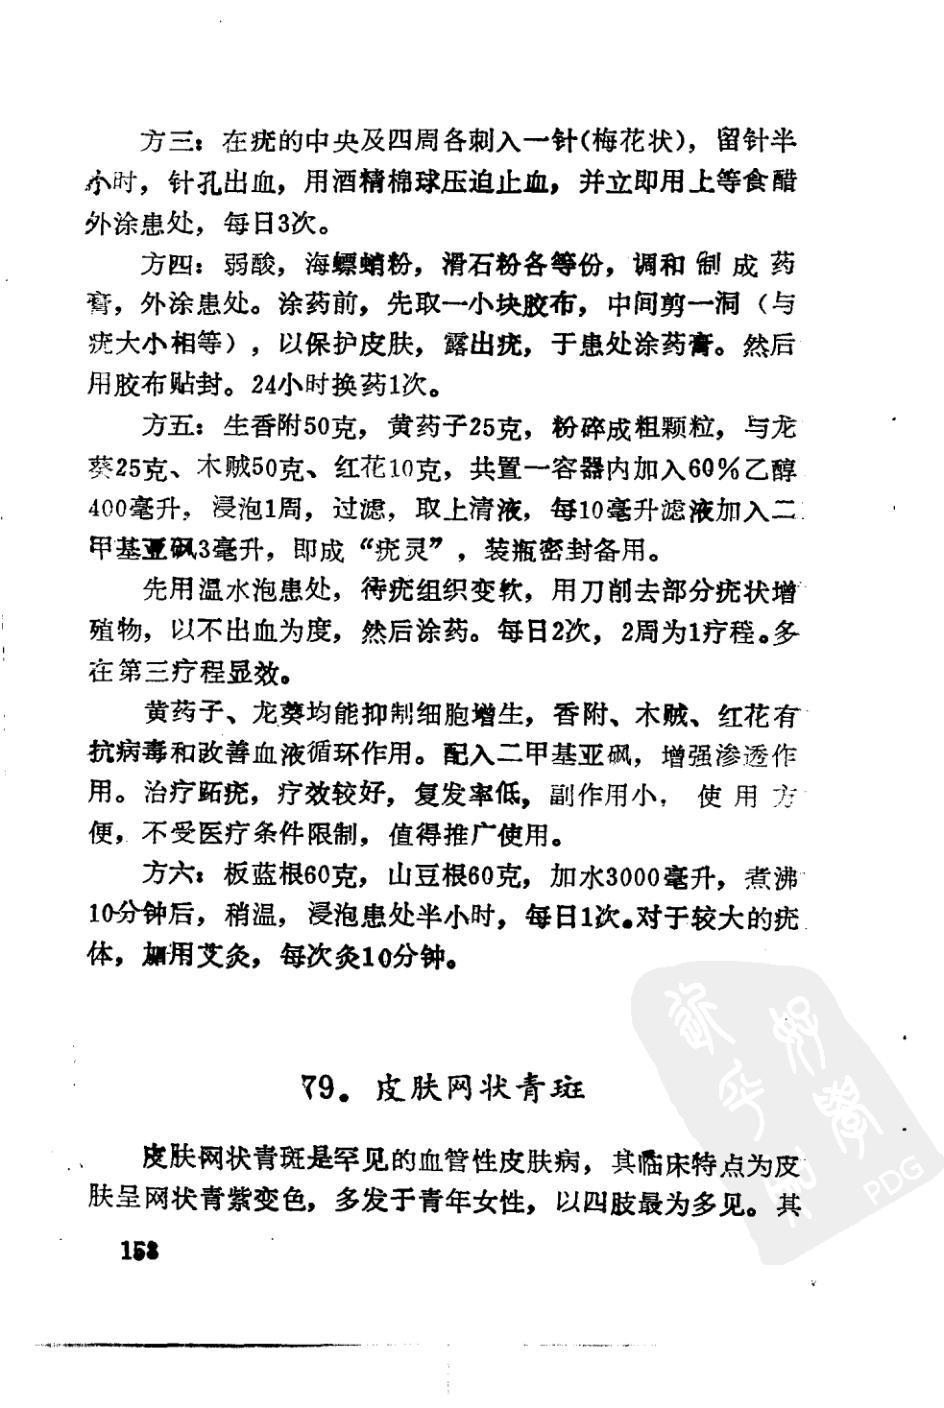 方三：在疣的中央及四周各刺入一针(梅花状)，留针半
小时，针孔出血，用酒精棉球压迫止血，并立即用上等食醋
外涂患处，每日3次。
方四：弱酸，海螵蛸粉，滑石粉各等份，调和制成药
膏，外涂患处。涂药前，先取一小块胶布，中间剪一洞（与
疣大小相等），以保护皮肤，露出疣，于患处涂药膏。然后
用胶布贴封。24小时换药1次。
方五：生香附50克，黄药子25克，粉碎成粗颗粒，与龙
葵25克、木贼50克、红花10克，共置一容器内加入60%乙醇
400毫升，浸泡1周，过滤，取上清液，每10毫升滤液加入二
甲基亚砜3毫升，即成“疣灵”，装瓶密封备用。
先用温水泡患处，待疣组织变软，用刀削去部分疣状增
殖物，以不出血为度，然后涂药。每日2次，2周为1疗程。多
在第三疗程显效。
黄药子、龙葵均能抑制细胞增生，香附、木贼、红花有
抗病毒和改善血液循环作用。配入二甲基亚砜，增强渗透作
用。治疗跖疣，疗效较好，复发率低，副作用小，使用方
便，不受医疗条件限制，值得推广使用。
方六：板蓝根60克，山豆根60克，加水3000毫升，煮沸
10分钟后，稍温，浸泡患处半小时，每日1次。对于较大的疣
体，加用艾灸，每次灸10分钟。
79。皮肤网状青斑
皮肤网状青斑是罕见的血管性皮肤病，其临床特点为皮
肤呈网状青紫变色，多发于青年女性，以四肢最为多见。其
158
PDG